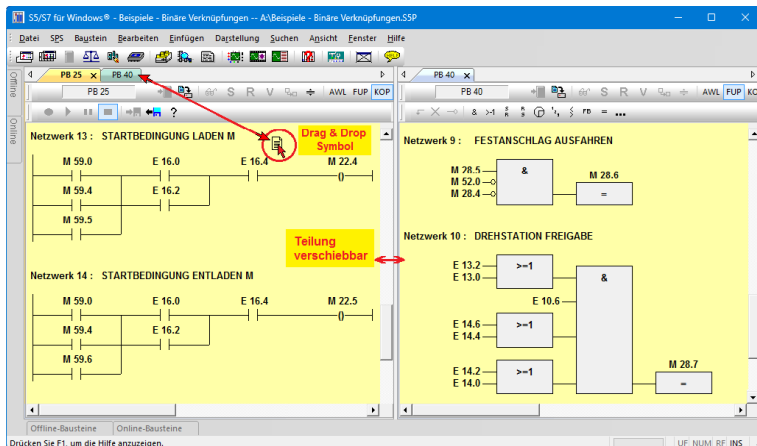 S5/S7 für Windows® - Beispiele - Binäre Verknüpfungen -- A:\Beispiele - Binäre Verknüpfungen.S5P
Datei SPS Baustein Bearbeiten Einfügen Darstellung Suchen Ansicht Fenster Hilfe
Offline
Online
PB 25 x PB 40
PB 25 S R V AWL FUP KOP
?
Netzwerk 13 : STARTBEDINGUNG LADEN M
Drag & Drop
Symbol
M 59.0 E 16.0 E 16.4 M 22.4
()
M 59.4 E 16.2
M 59.5
Teilung
verschiebbar
Netzwerk 14 : STARTBEDINGUNG ENTLADEN M
M 59.0 E 16.0 E 16.4 M 22.5
()
M 59.4 E 16.2
M 59.6
PB 40 x
PB 40 S R V AWL FUP KO
& >-1 FB = ...
Netzwerk 9 : FESTANSCHLAG AUSFAHREN
M 28.5 &
M 52.0 M 28.6
M 28.4 =
Netzwerk 10 : DREHSTATION FREIGABE
E 13.2 >=1
E 13.0 &
E 10.6
E 14.6 >=1
E 14.4
E 14.2 >=1 M 28.7
E 14.0 =
Offline-Bausteine Online-Bausteine
Drücken Sie F1, um die Hilfe anzuzeigen. UF NUM RF INS